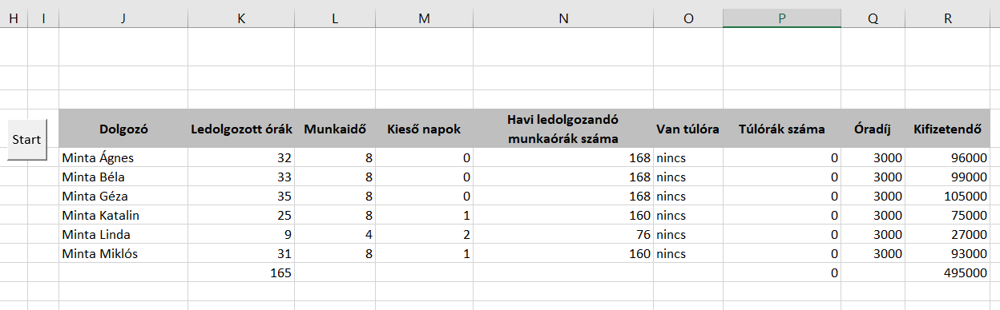 H I J K L M N O P Q R
Start
Dolgozó Ledolgozott órák Munkaidő Kieső napok Havi ledolgozandó munkaórák száma Van túlóra Túlórák száma Óradíj Kifizetendő
Minta Ágnes 32 8 0 168 nincs 0 3000 96000
Minta Béla 33 8 0 168 nincs 0 3000 99000
Minta Géza 35 8 0 168 nincs 0 3000 105000
Minta Katalin 25 8 1 160 nincs 0 3000 75000
Minta Linda 9 4 2 76 nincs 0 3000 27000
Minta Miklós 31 8 1 160 nincs 0 3000 93000
165 0 495000